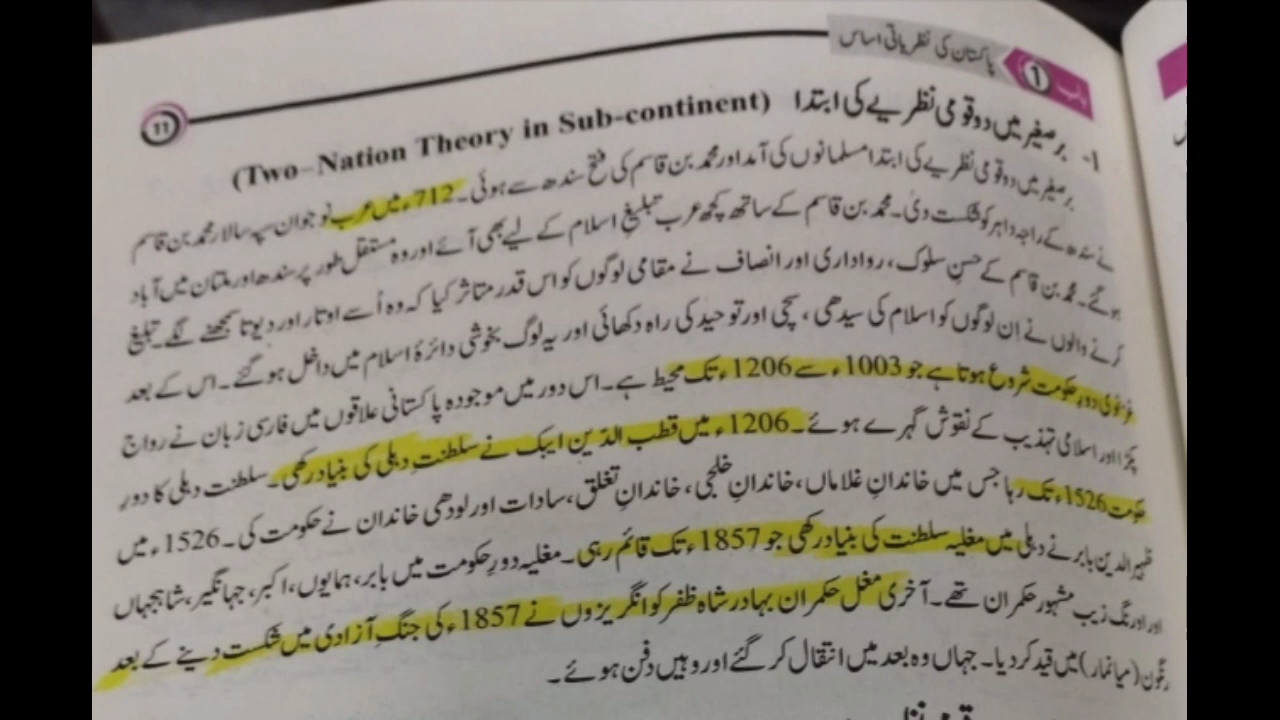 باب 1 پاکستان کی نظریاتی اساس
11
۱- برصغیر میں دو قومی نظریے کی ابتدا (Two–Nation Theory in Sub-continent)
برصغیر میں دو قومی نظریے کی ابتدا مسلمانوں کی آمد اور محمد بن قاسم کی فتح سندھ سے ہوئی۔ 712ء میں عرب نوجوان سپہ سالار محمد بن قاسم
نے سندھ کے راجہ داہر کو شکست دی۔ محمد بن قاسم کے ساتھ کچھ عرب تبلیغِ اسلام کے لیے بھی آئے اور وہ مستقل طور پر سندھ اور ملتان میں آباد
ہو گئے۔ محمد بن قاسم کے حسنِ سلوک، رواداری اور انصاف نے مقامی لوگوں کو اس قدر متاثر کیا کہ وہ اُسے اوتار اور دیوتا سمجھنے لگے۔ تبلیغ
کرنے والوں نے اِن لوگوں کو اسلام کی سیدھی، سچی اور توحید کی راہ دکھائی اور یہ لوگ بخوشی دائرۂ اسلام میں داخل ہو گئے۔ اس کے بعد
غزنوی دورِ حکومت شروع ہوتا ہے جو 1003ء سے 1206ء تک محیط ہے۔ اس دور میں موجودہ پاکستانی علاقوں میں فارسی زبان نے رواج
پکڑا اور اسلامی تہذیب کے نقوش گہرے ہوئے۔ 1206ء میں قطب الدّین ایبک نے سلطنتِ دہلی کی بنیاد رکھی۔ سلطنت دہلی کا دورِ
حکومت 1526ء تک رہا جس میں خاندانِ غلاماں، خاندانِ خلجی، خاندانِ تغلق، سادات اور لودھی خاندان نے حکومت کی۔ 1526ء میں
ظہیر الدین بابر نے دہلی میں مغلیہ سلطنت کی بنیاد رکھی جو 1857ء تک قائم رہی۔ مغلیہ دورِ حکومت میں بابر، ہمایوں، اکبر، جہانگیر، شاہجہاں
اور اورنگ زیب مشہور حکمران تھے۔ آخری مغل حکمران بہادر شاہ ظفر کو انگریزوں نے 1857ء کی جنگِ آزادی میں شکست دینے کے بعد
رنگون (میانمار) میں قید کر دیا۔ جہاں وہ بعد میں انتقال کر گئے اور وہیں دفن ہوئے۔